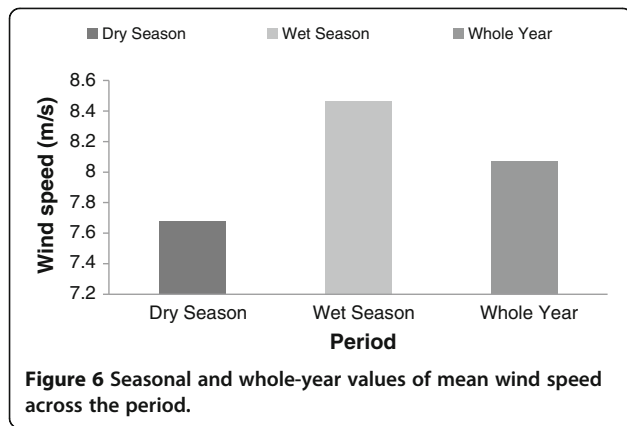 Dry Season Wet Season Whole Year
8.6
8.4
8.2
8
7.8
7.6
7.4
7.2
Wind speed (m/s)
Dry Season Wet Season Whole Year
Period
Figure 6 Seasonal and whole-year values of mean wind speed
across the period.